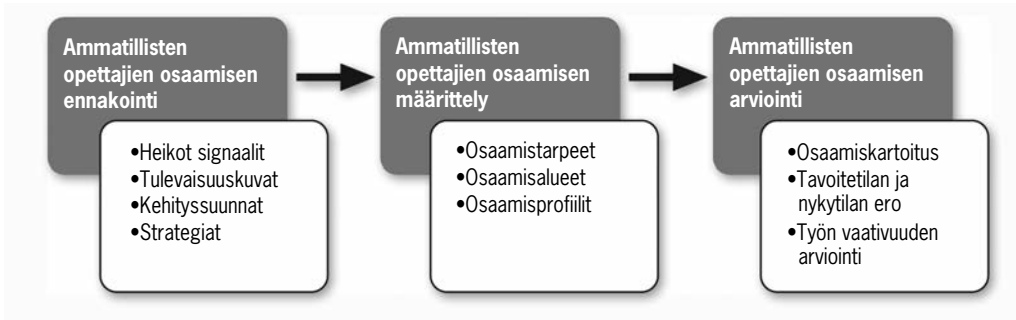 Ammatillisten
opettajien osaamisen
ennakointi
•Heikot signaalit
•Tulevaisuuskuvat
•Kehityssuunnat
•Strategiat
Ammatillisten
opettajien osaamisen
määrittely
•Osaamistarpeet
•Osaamisalueet
•Osaamisprofiilit
Ammatillisten
opettajien osaamisen
arviointi
•Osaamiskartoitus
•Tavoitetilan ja
nykytilan ero
•Työn vaativuuden
arviointi